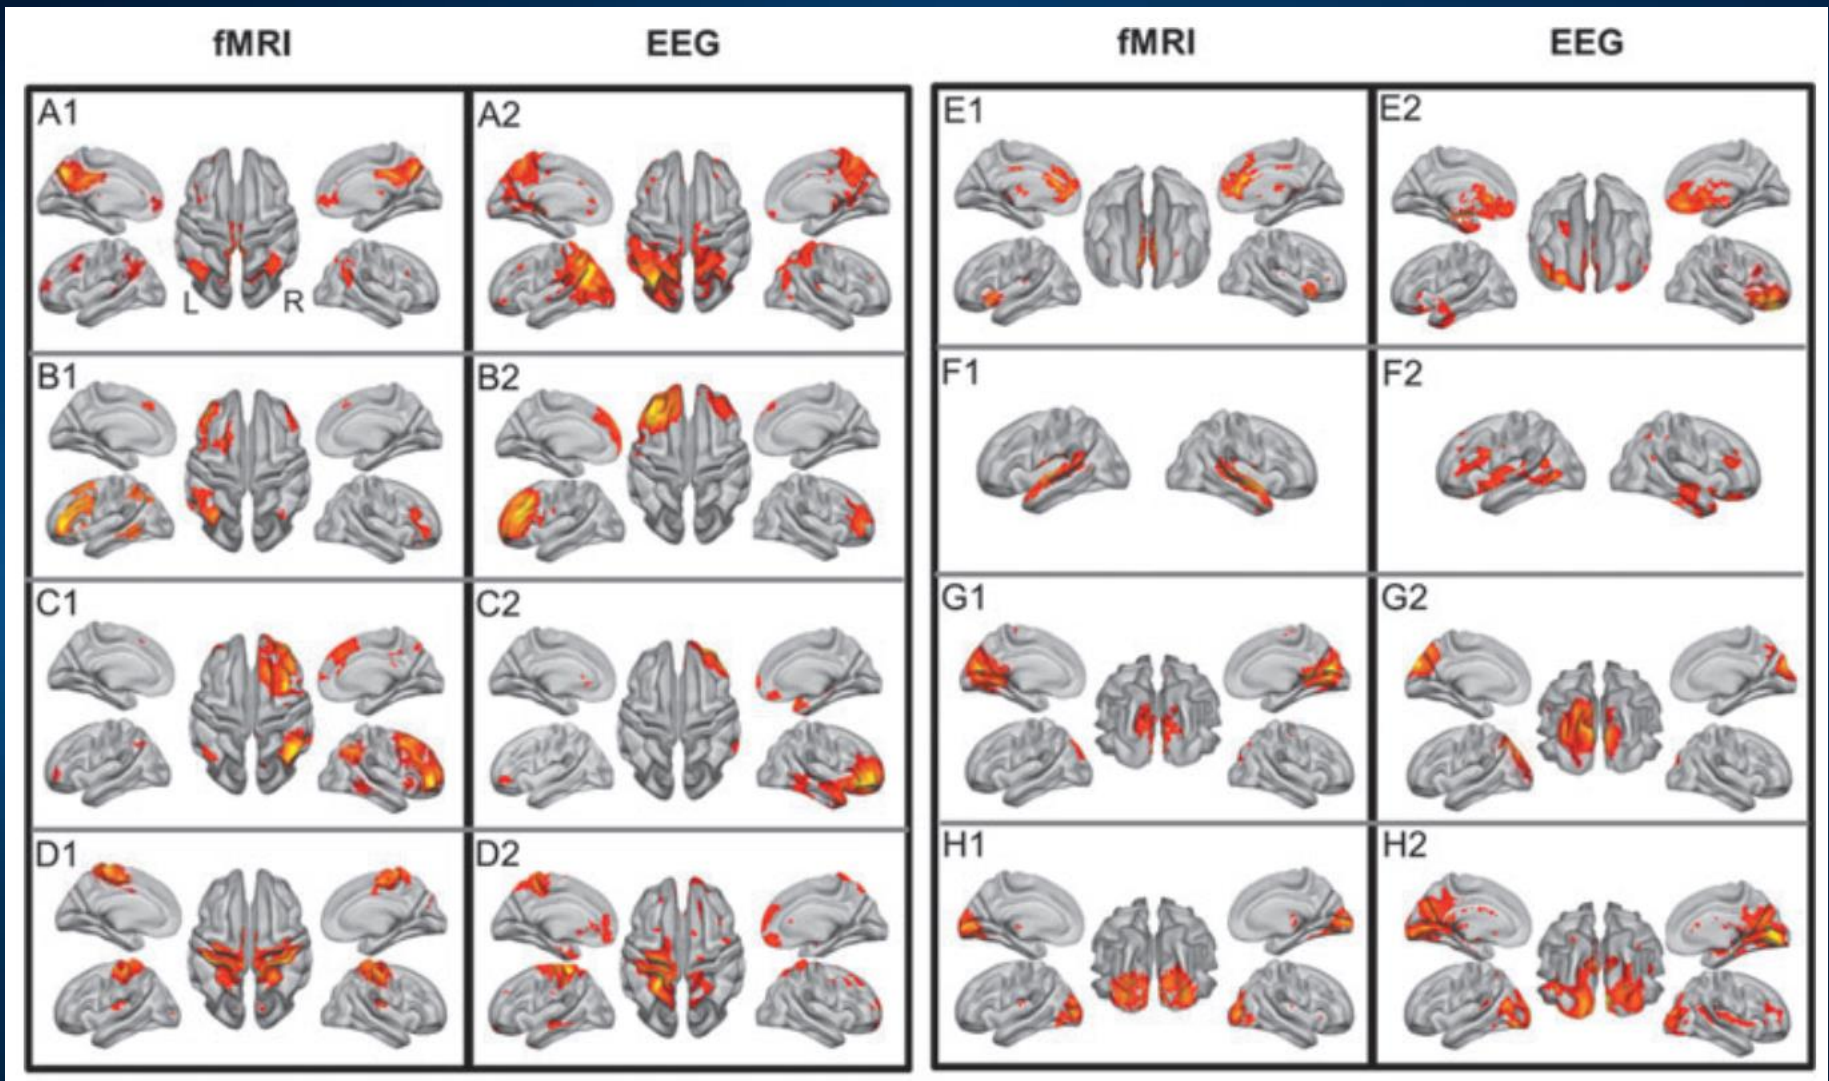 fMRI EEG fMRI EEG
A1 A2 E1 E2
L R
B1 B2 F1 F2
C1 C2 G1 G2
D1 D2 H1 H2